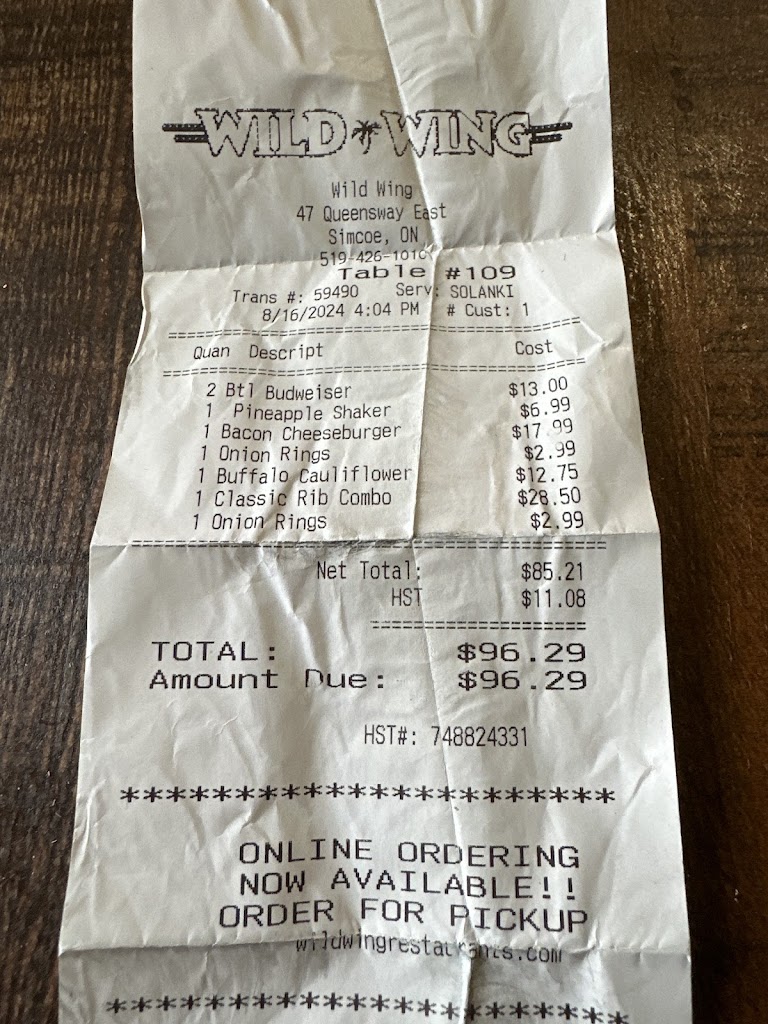 WILD WING
Wild Wing
47 Queensway East
Simcoe, ON
519-426-1010
Table #109
Trans #: 59490 Serv: SOLANKI
8/16/2024 4:04 PM # Cust: 1
==============================================
Quan Descript Cost
==============================================
2 Btl Budweiser $13.00
1 Pineapple Shaker $6.99
1 Bacon Cheeseburger $17.99
1 Onion Rings $2.99
1 Buffalo Cauliflower $12.75
1 Classic Rib Combo $28.50
1 Onion Rings $2.99
==============================================
Net Total: $85.21
HST $11.08
=====================
TOTAL: $96.29
Amount Due: $96.29
HST#: 748824331
**********************
ONLINE ORDERING
NOW AVAILABLE!!
ORDER FOR PICKUP
wildwingrestaurants.com
***********************